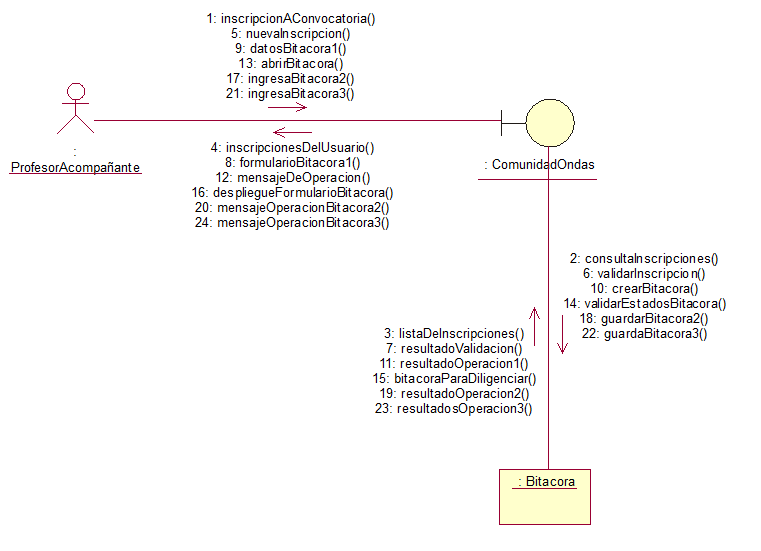 1: inscripcionAConvocatoria()
5: nuevaInscripcion()
9: datosBitacora1()
13: abrirBitacora()
17: ingresaBitacora2()
21: ingresaBitacora3()
:
ProfesorAcompañante
4: inscripcionesDelUsuario()
8: formularioBitacora1()
12: mensajeDeOperacion()
16: despliegueFormularioBitacora()
20: mensajeOperacionBitacora2()
24: mensajeOperacionBitacora3()
: ComunidadOndas
2: consultaInscripciones()
6: validarInscripcion()
10: crearBitacora()
14: validarEstadosBitacora()
18: guardarBitacora2()
22: guardaBitacora3()
3: listaDeInscripciones()
7: resultadoValidacion()
11: resultadoOperacion1()
15: bitacoraParaDiligenciar()
19: resultadoOperacion2()
23: resultadosOperacion3()
: Bitacora